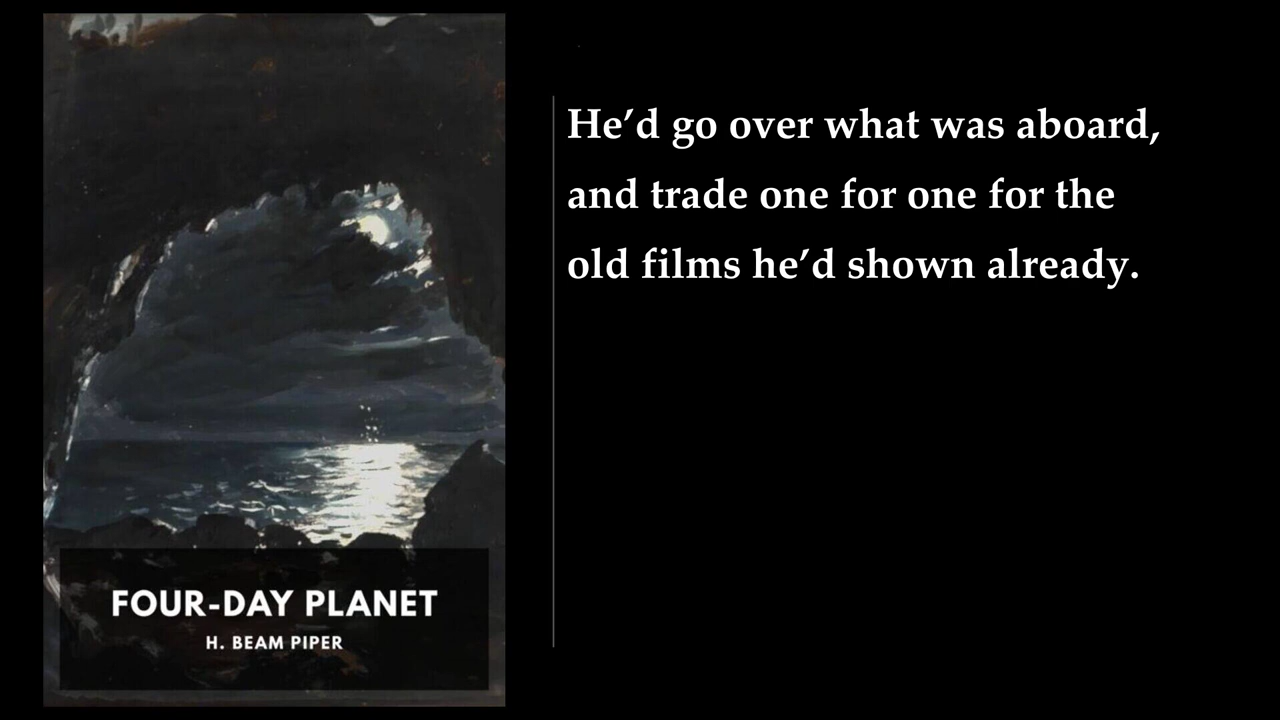 He’d go over what was aboard,
and trade one for one for the
old films he’d shown already.
FOUR-DAY PLANET
H. BEAM PIPER